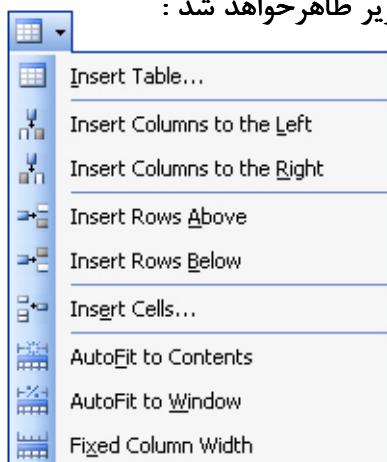 زیر ظاهرخواهد شد :
Insert Table...
Insert Columns to the Left
Insert Columns to the Right
Insert Rows Above
Insert Rows Below
Insert Cells...
AutoFit to Contents
AutoFit to Window
Fixed Column Width